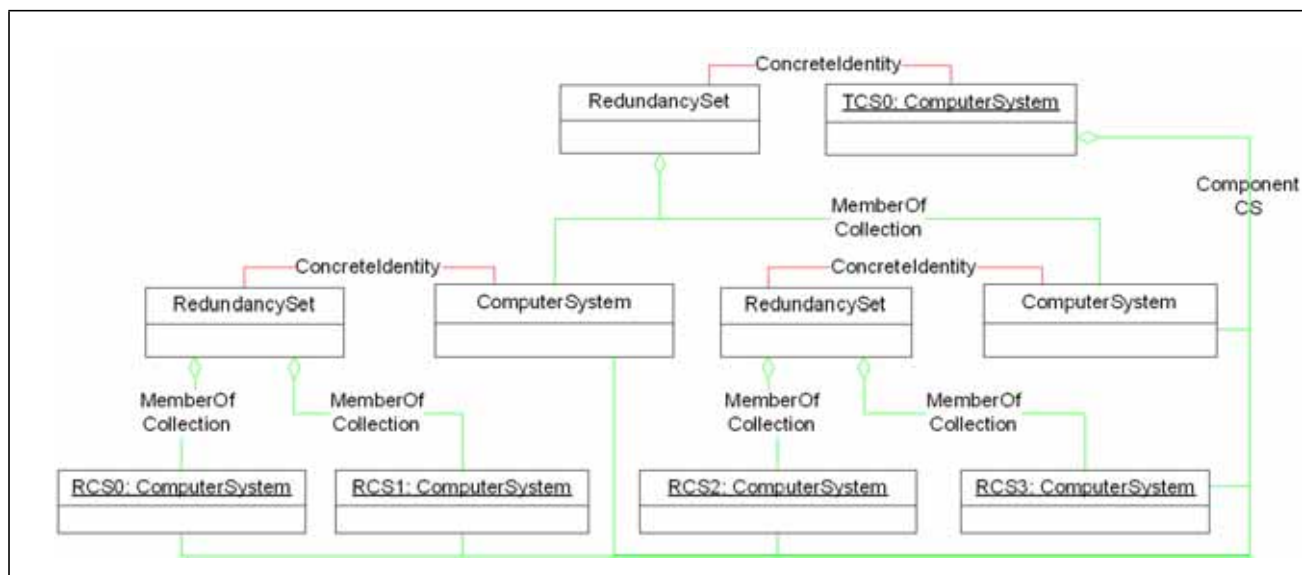 ConcreteIdentity
RedundancySet
TCS0: ComputerSystem
Component
CS
MemberOf
Collection
ConcreteIdentity
ConcreteIdentity
RedundancySet
ComputerSystem
RedundancySet
ComputerSystem
MemberOf
Collection
MemberOf
Collection
MemberOf
Collection
MemberOf
Collection
RCS0: ComputerSystem
RCS1: ComputerSystem
RCS2: ComputerSystem
RCS3: ComputerSystem